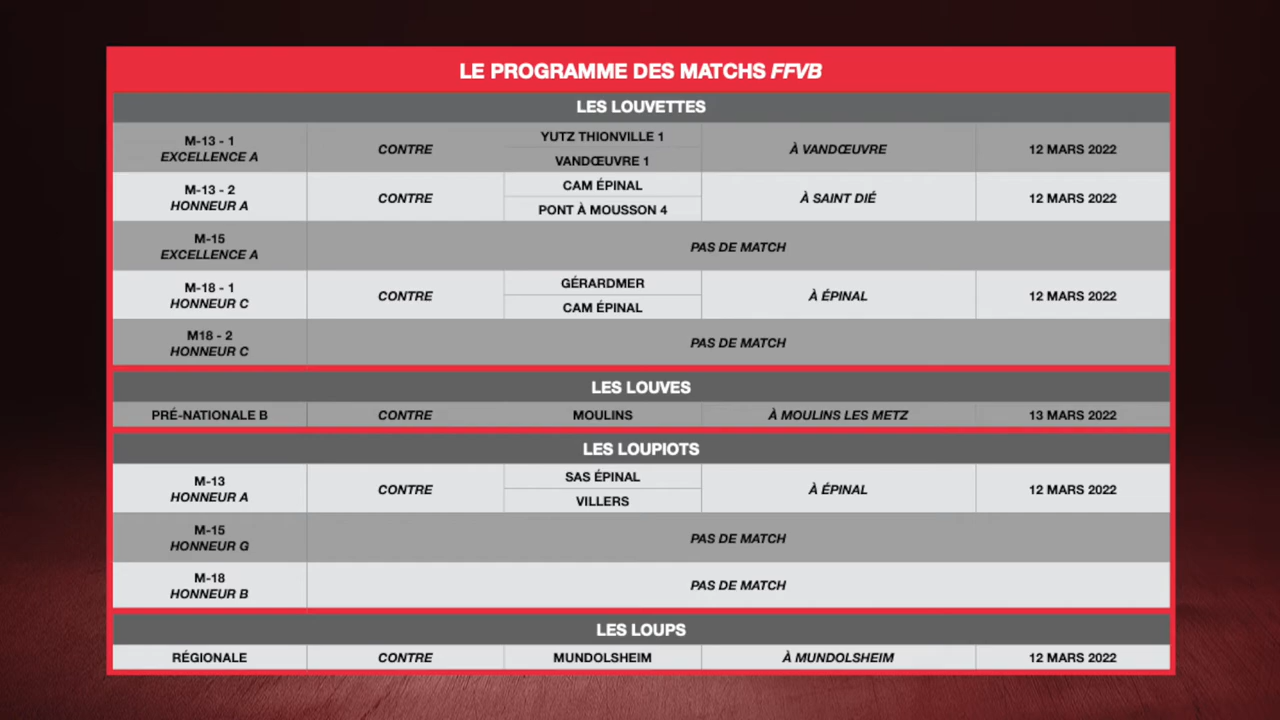 LE PROGRAMME DES MATCHS FFVB
LES LOUVETTES
M-13 - 1
EXCELLENCE A
CONTRE
YUTZ THIONVILLE 1
VANDŒUVRE 1
À VANDŒUVRE
12 MARS 2022
M-13 - 2
HONNEUR A
CONTRE
CAM ÉPINAL
PONT À MOUSSON 4
À SAINT DIÉ
12 MARS 2022
M-15
EXCELLENCE A
PAS DE MATCH
M-18 - 1
HONNEUR C
CONTRE
GÉRARDMER
CAM ÉPINAL
À ÉPINAL
12 MARS 2022
M18 - 2
HONNEUR C
PAS DE MATCH
LES LOUVES
PRÉ-NATIONALE B
CONTRE
MOULINS
À MOULINS LES METZ
13 MARS 2022
LES LOUPIOTS
M-13
HONNEUR A
CONTRE
SAS ÉPINAL
VILLERS
À ÉPINAL
12 MARS 2022
M-15
HONNEUR G
PAS DE MATCH
M-18
HONNEUR B
PAS DE MATCH
LES LOUPS
RÉGIONALE
CONTRE
MUNDOLSHEIM
À MUNDOLSHEIM
12 MARS 2022